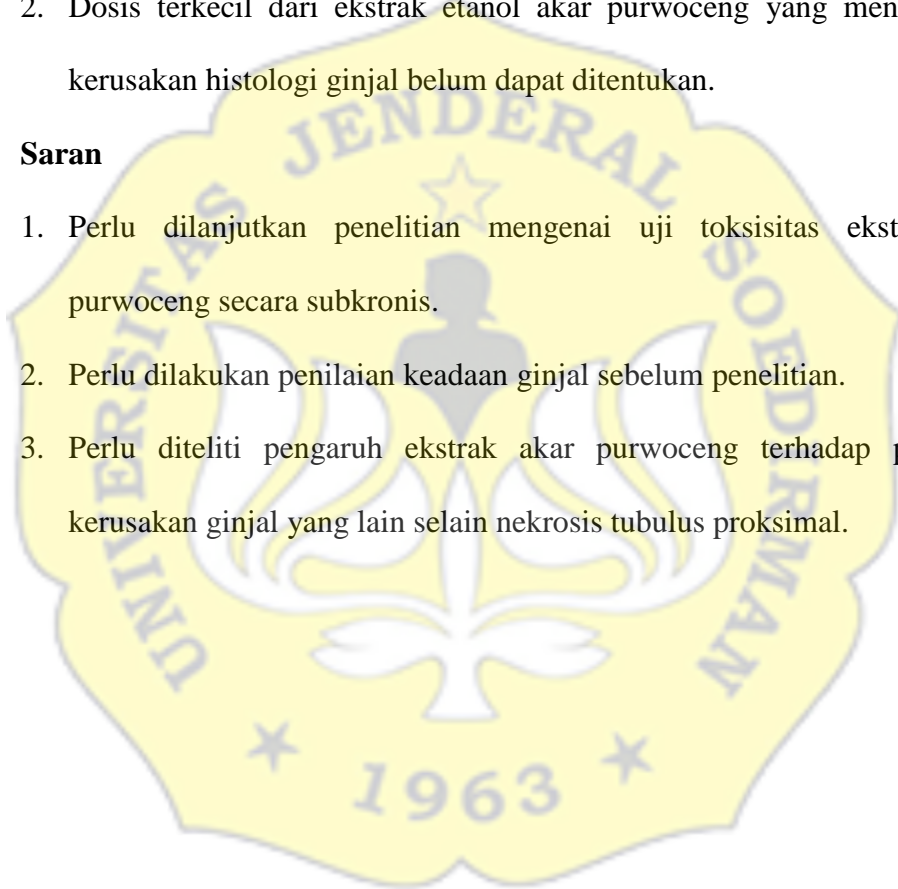 2. Dosis terkecil dari ekstrak etanol akar purwoceng yang
kerusakan histologi ginjal belum dapat ditentukan.
Saran
1. Perlu dilanjutkan penelitian mengenai uji toksisitas
purwoceng secara subkronis.
2. Perlu dilakukan penilaian keadaan ginjal sebelum penelitian.
3. Perlu diteliti pengaruh ekstrak akar purwoceng terhadap
kerusakan ginjal yang lain selain nekrosis tubulus proksimal.
UNIVERSITAS JENDERAL SOEDIRMAN
1963